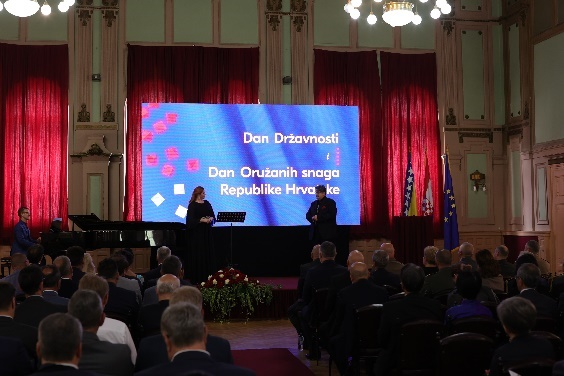 Dan Državnosti
i
Dan Oružanih snaga
Republike Hrvatske